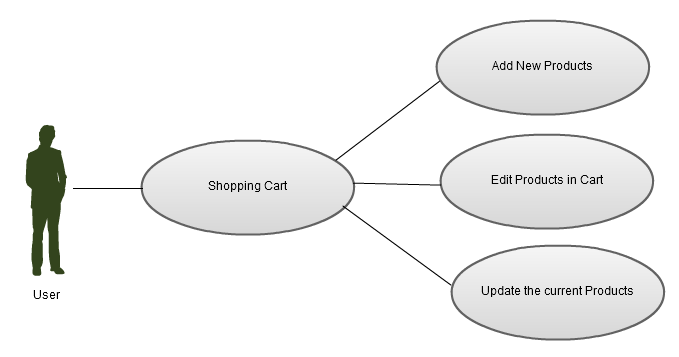 Add New Products
Shopping Cart
Edit Products in Cart
Update the current Products
User